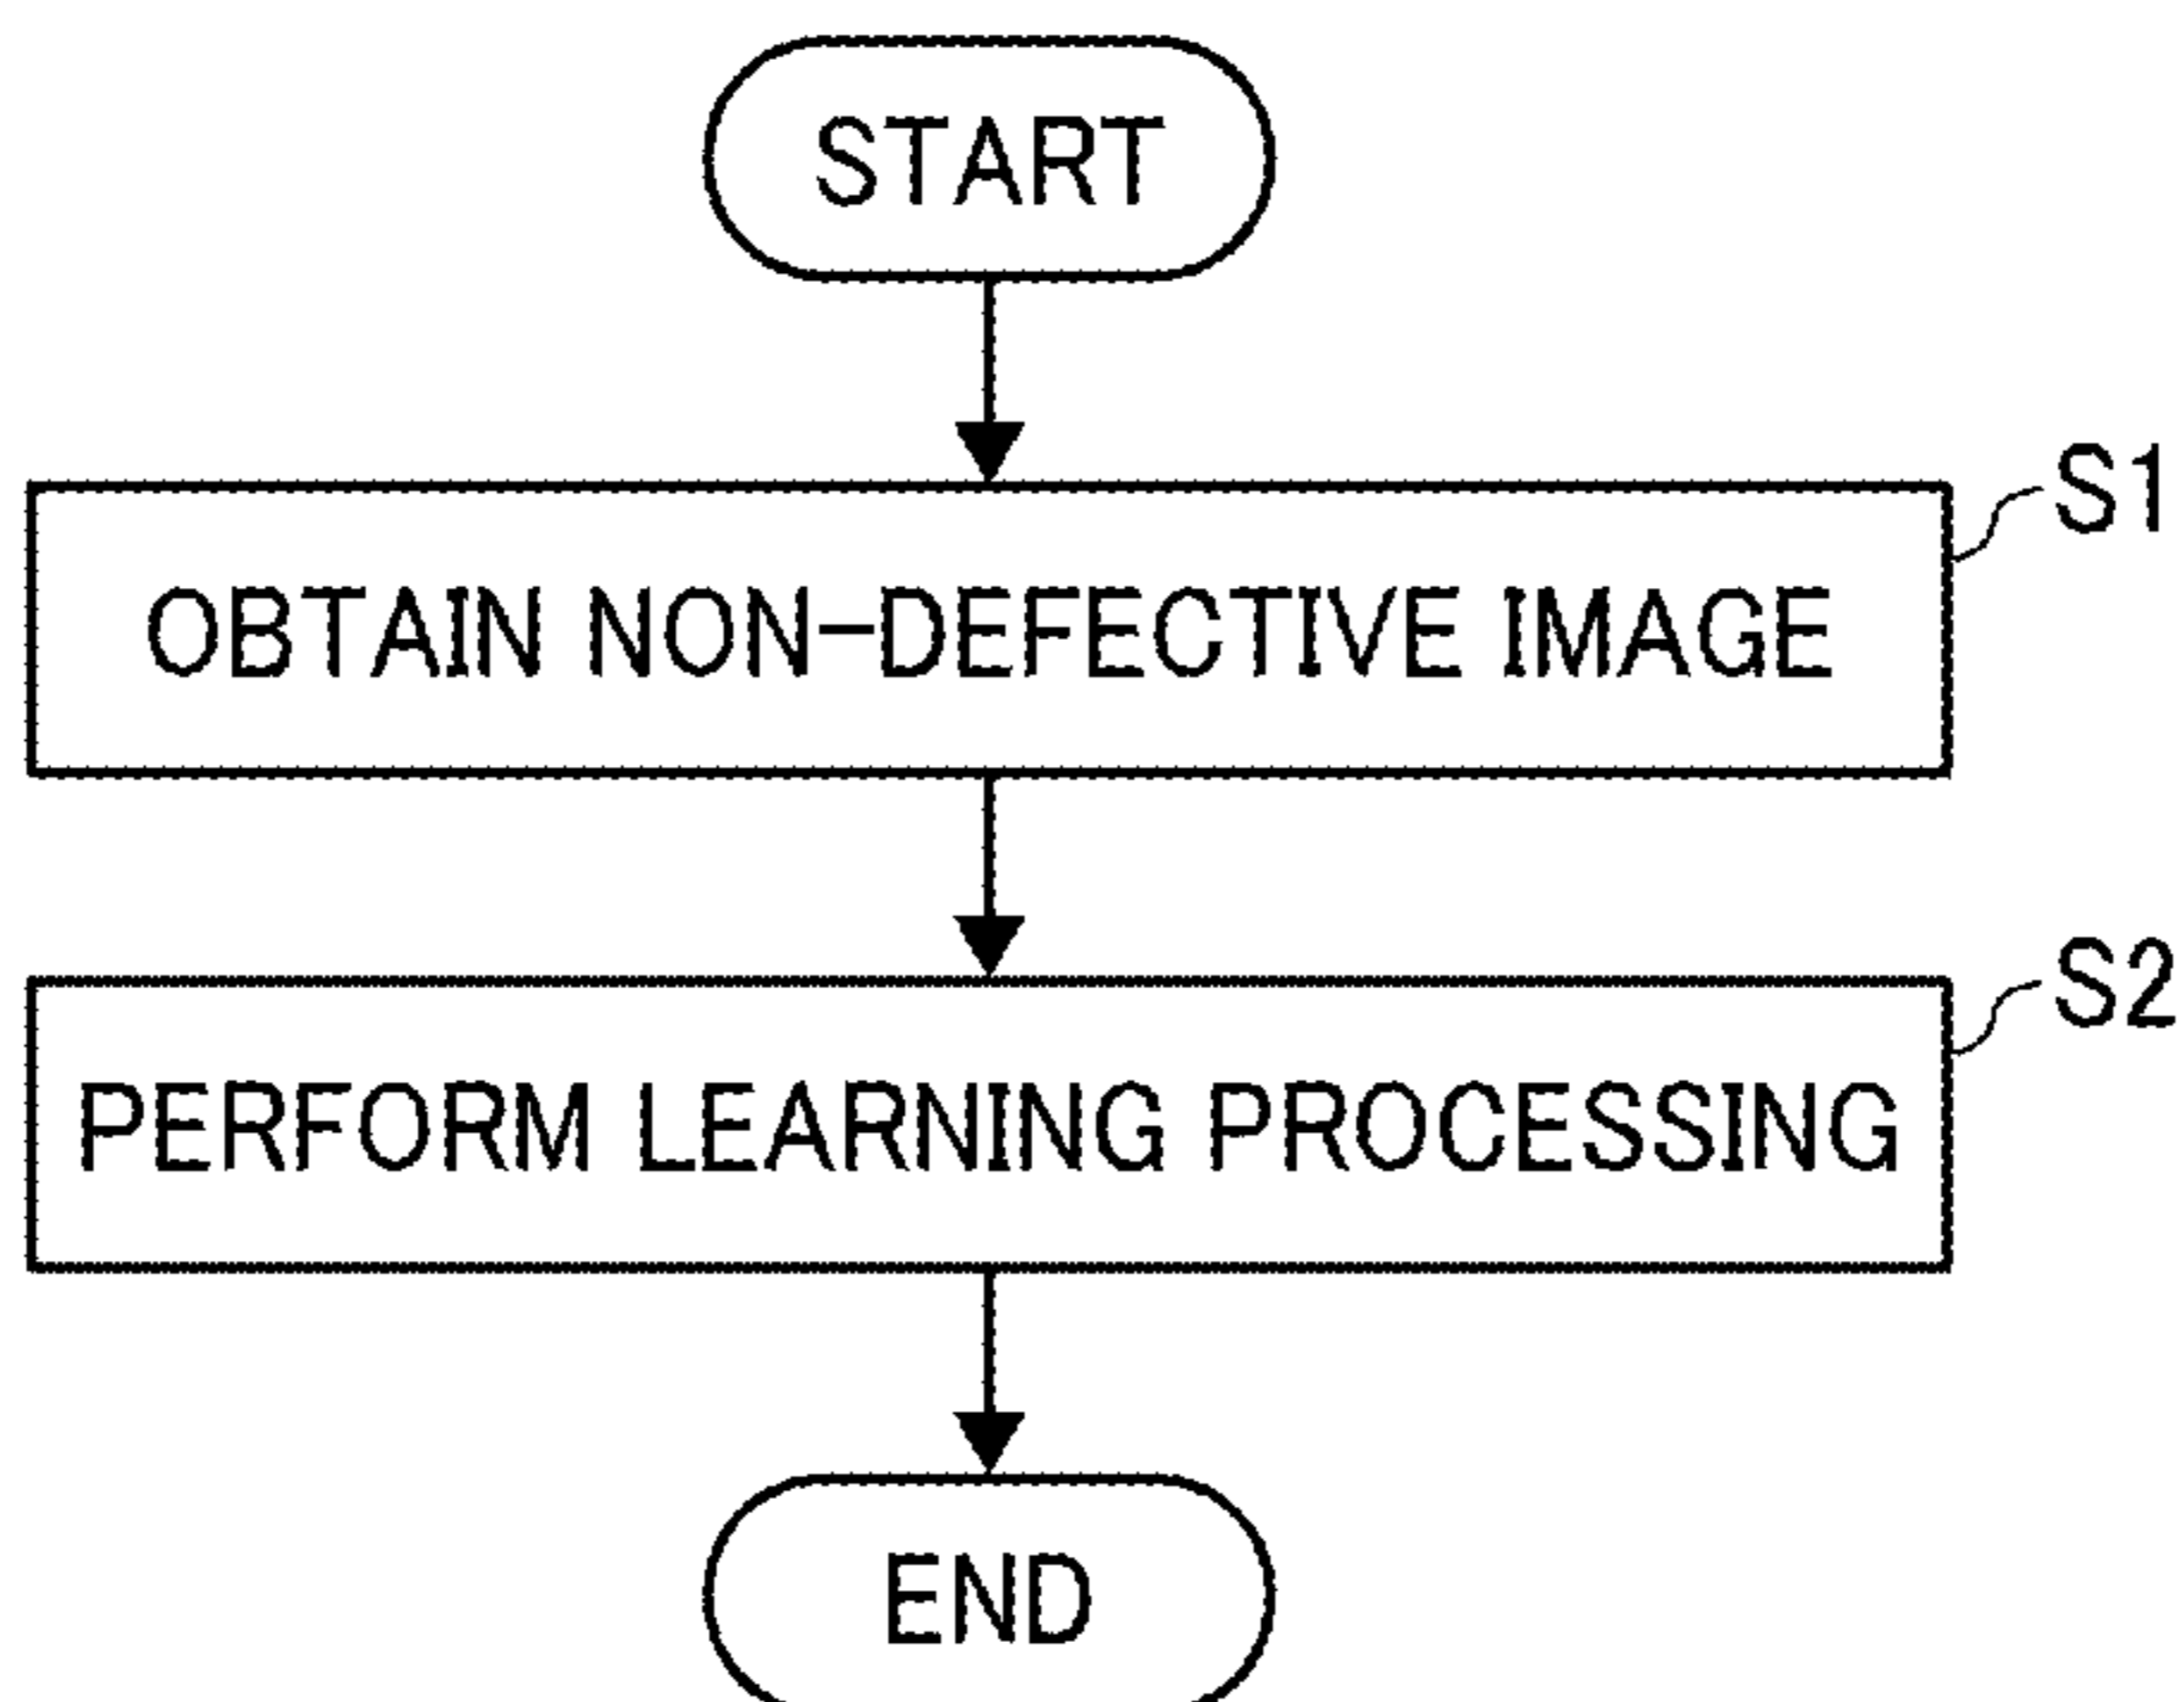 START
S1
OBTAIN NON-DEFECTIVE IMAGE
S2
PERFORM LEARNING PROCESSING
END